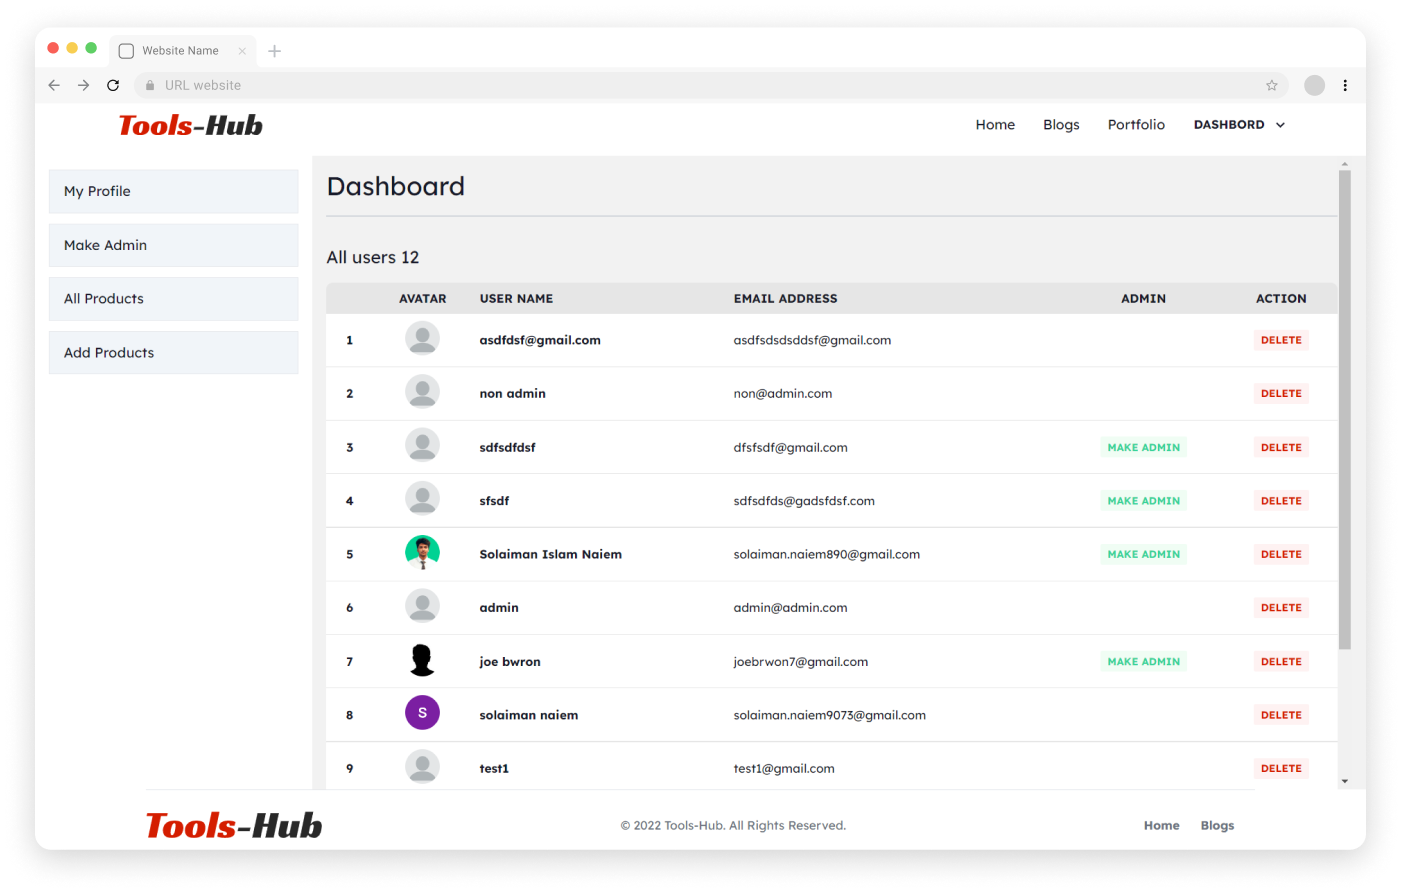 Website Name
URL website
Tools-Hub
Home Blogs Portfolio DASHBORD
My Profile
Make Admin
All Products
Add Products
Dashboard
All users 12
AVATAR USER NAME EMAIL ADDRESS ADMIN ACTION
1 asdfdsf@gmail.com asdfsdsdsddsf@gmail.com DELETE
2 non admin non@admin.com DELETE
3 sdfsdfdsf dfsfsdf@gmail.com MAKE ADMIN DELETE
4 sfsdf sdfsdfds@gadsfdsf.com MAKE ADMIN DELETE
5 Solaiman Islam Naiem solaiman.naiem890@gmail.com MAKE ADMIN DELETE
6 admin admin@admin.com DELETE
7 joe bwron joebrwon7@gmail.com MAKE ADMIN DELETE
8 S solaiman naiem solaiman.naiem9073@gmail.com DELETE
9 test1 test1@gmail.com DELETE
Tools-Hub © 2022 Tools-Hub. All Rights Reserved. Home Blogs